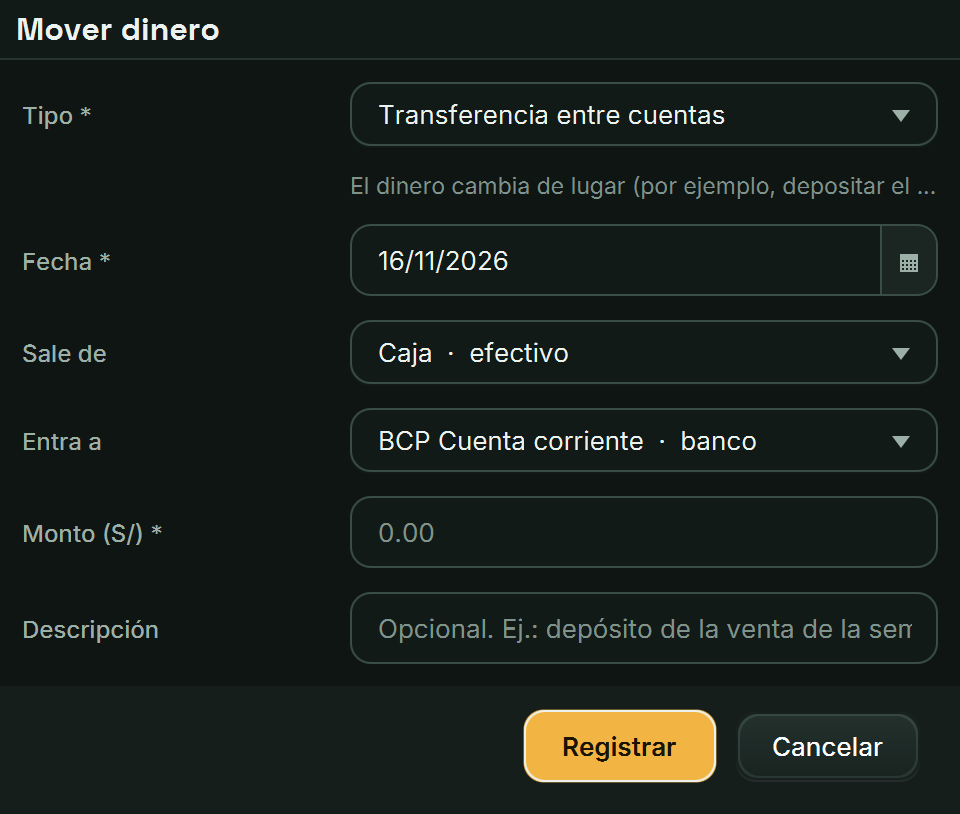 Mover dinero
Tipo *
Transferencia entre cuentas
El dinero cambia de lugar (por ejemplo, depositar el ...
Fecha *
16/11/2026
Sale de
Caja · efectivo
Entra a
BCP Cuenta corriente · banco
Monto (S/) *
0.00
Descripción
Opcional. Ej.: depósito de la venta de la sem
Registrar
Cancelar